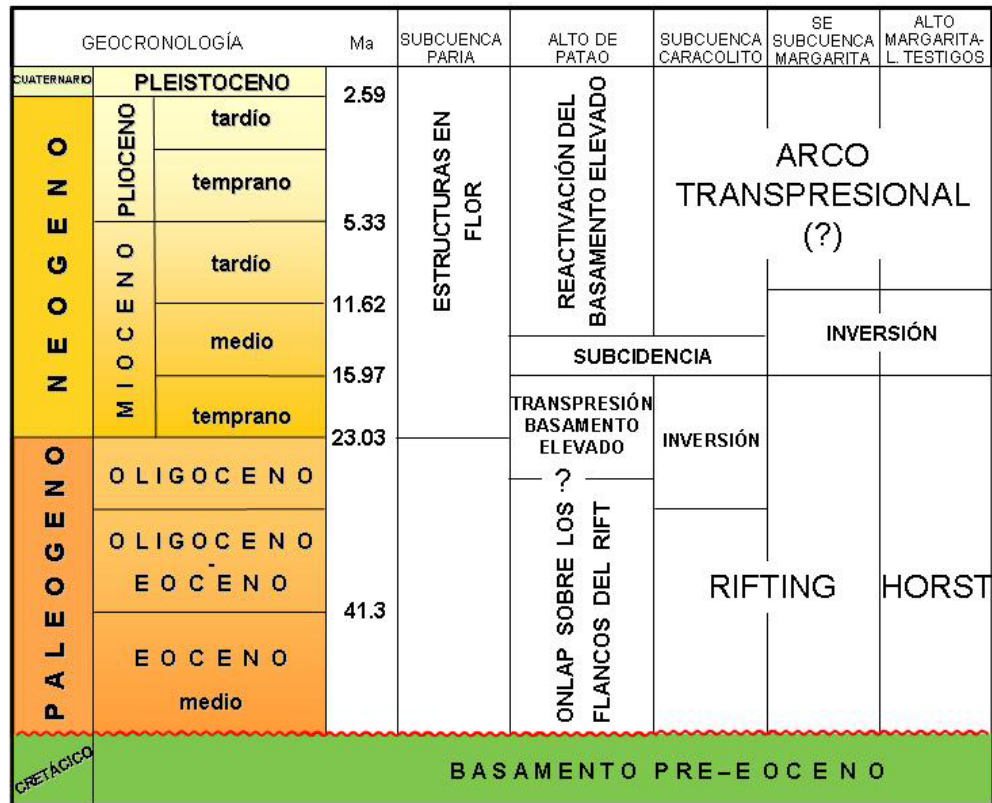 GEOCRONOLOGÍA
Ma
SUBCUENCA
PARIA
ALTO DE
PATAO
SUBCUENCA
CARACOLITO
SE
SUBCUENCA
MARGARITA
ALTO
MARGARITA-
L. TESTIGOS
CUATERNARIO
PLEISTOCENO
2.59
NEOGENO
PLIOCENO
tardío
temprano
5.33
MIOCENO
tardío
11.62
medio
15.97
temprano
23.03
PALEOGENO
OLIGOCENO
OLIGOCENO
-
EOCENO
41.3
EOCENO
medio
ESTRUCTURAS EN
FLOR
REACTIVACIÓN DEL
BASAMENTO ELEVADO
ARCO
TRANSPRESIONAL
(?)
SUBCIDENCIA
INVERSIÓN
TRANSPRESIÓN
BASAMENTO
ELEVADO
INVERSIÓN
?
ONLAP SOBRE LOS
FLANCOS DEL RIFT
RIFTING
HORST
CRETÁCICO
BASAMENTO PRE-EOCENO